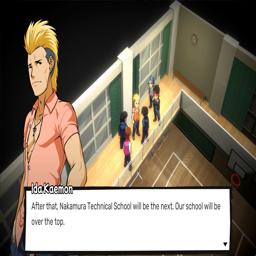 Ida Kaemon
After that, Nakamura Technical School will be the next. Our school will be
over the top.